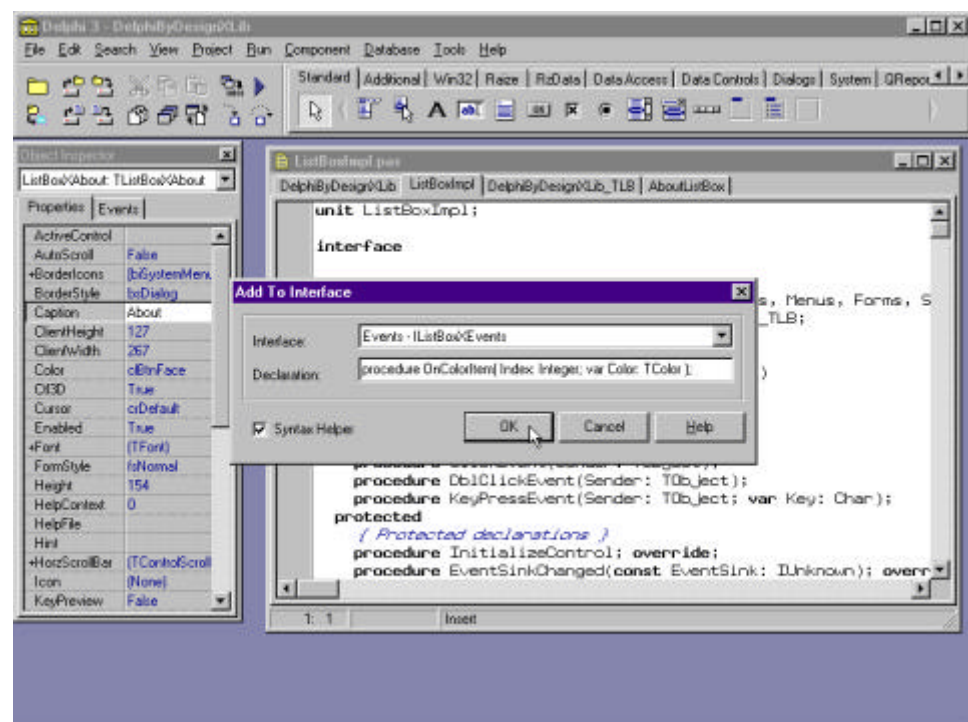 Delphi 3 - DelphiByDesignXLib
File Edit Search View Project Run Component Database Tools Help
Standard Additional Win32 Raize RzData Data Access Data Controls Dialogs System QRepor
Object Inspector
ListBoxXAbout: TListBoxXAbout
Properties Events
ActiveControl
AutoScroll False
+BorderIcons [biSystemMenu,
BorderStyle bsDialog
Caption About
ClientHeight 127
ClientWidth 267
Color clBtnFace
Ctl3D True
Cursor crDefault
Enabled True
+Font (TFont)
FormStyle fsNormal
Height 154
HelpContext 0
HelpFile
Hint
+HorzScrollBar (TControlScroll
Icon (None)
KeyPreview False
ListBoxImpl.pas
DelphiByDesignXLib ListBoxImpl DelphiByDesignXLib_TLB AboutListBox
unit ListBoxImpl;
interface
s, Menus, Forms, S
_TLB;
)
Add To Interface
Interface: Events - IListBoxXEvents
Declaration: procedure OnColorItem( Index: Integer; var Color: TColor );
Syntax Helper
OK Cancel Help
procedure DblClickEvent(Sender: TObject);
procedure KeyPressEvent(Sender: TObject; var Key: Char);
protected
{ Protected declarations }
procedure InitializeControl; override;
procedure EventSinkChanged(const EventSink: IUnknown); overr
1: 1 Insert